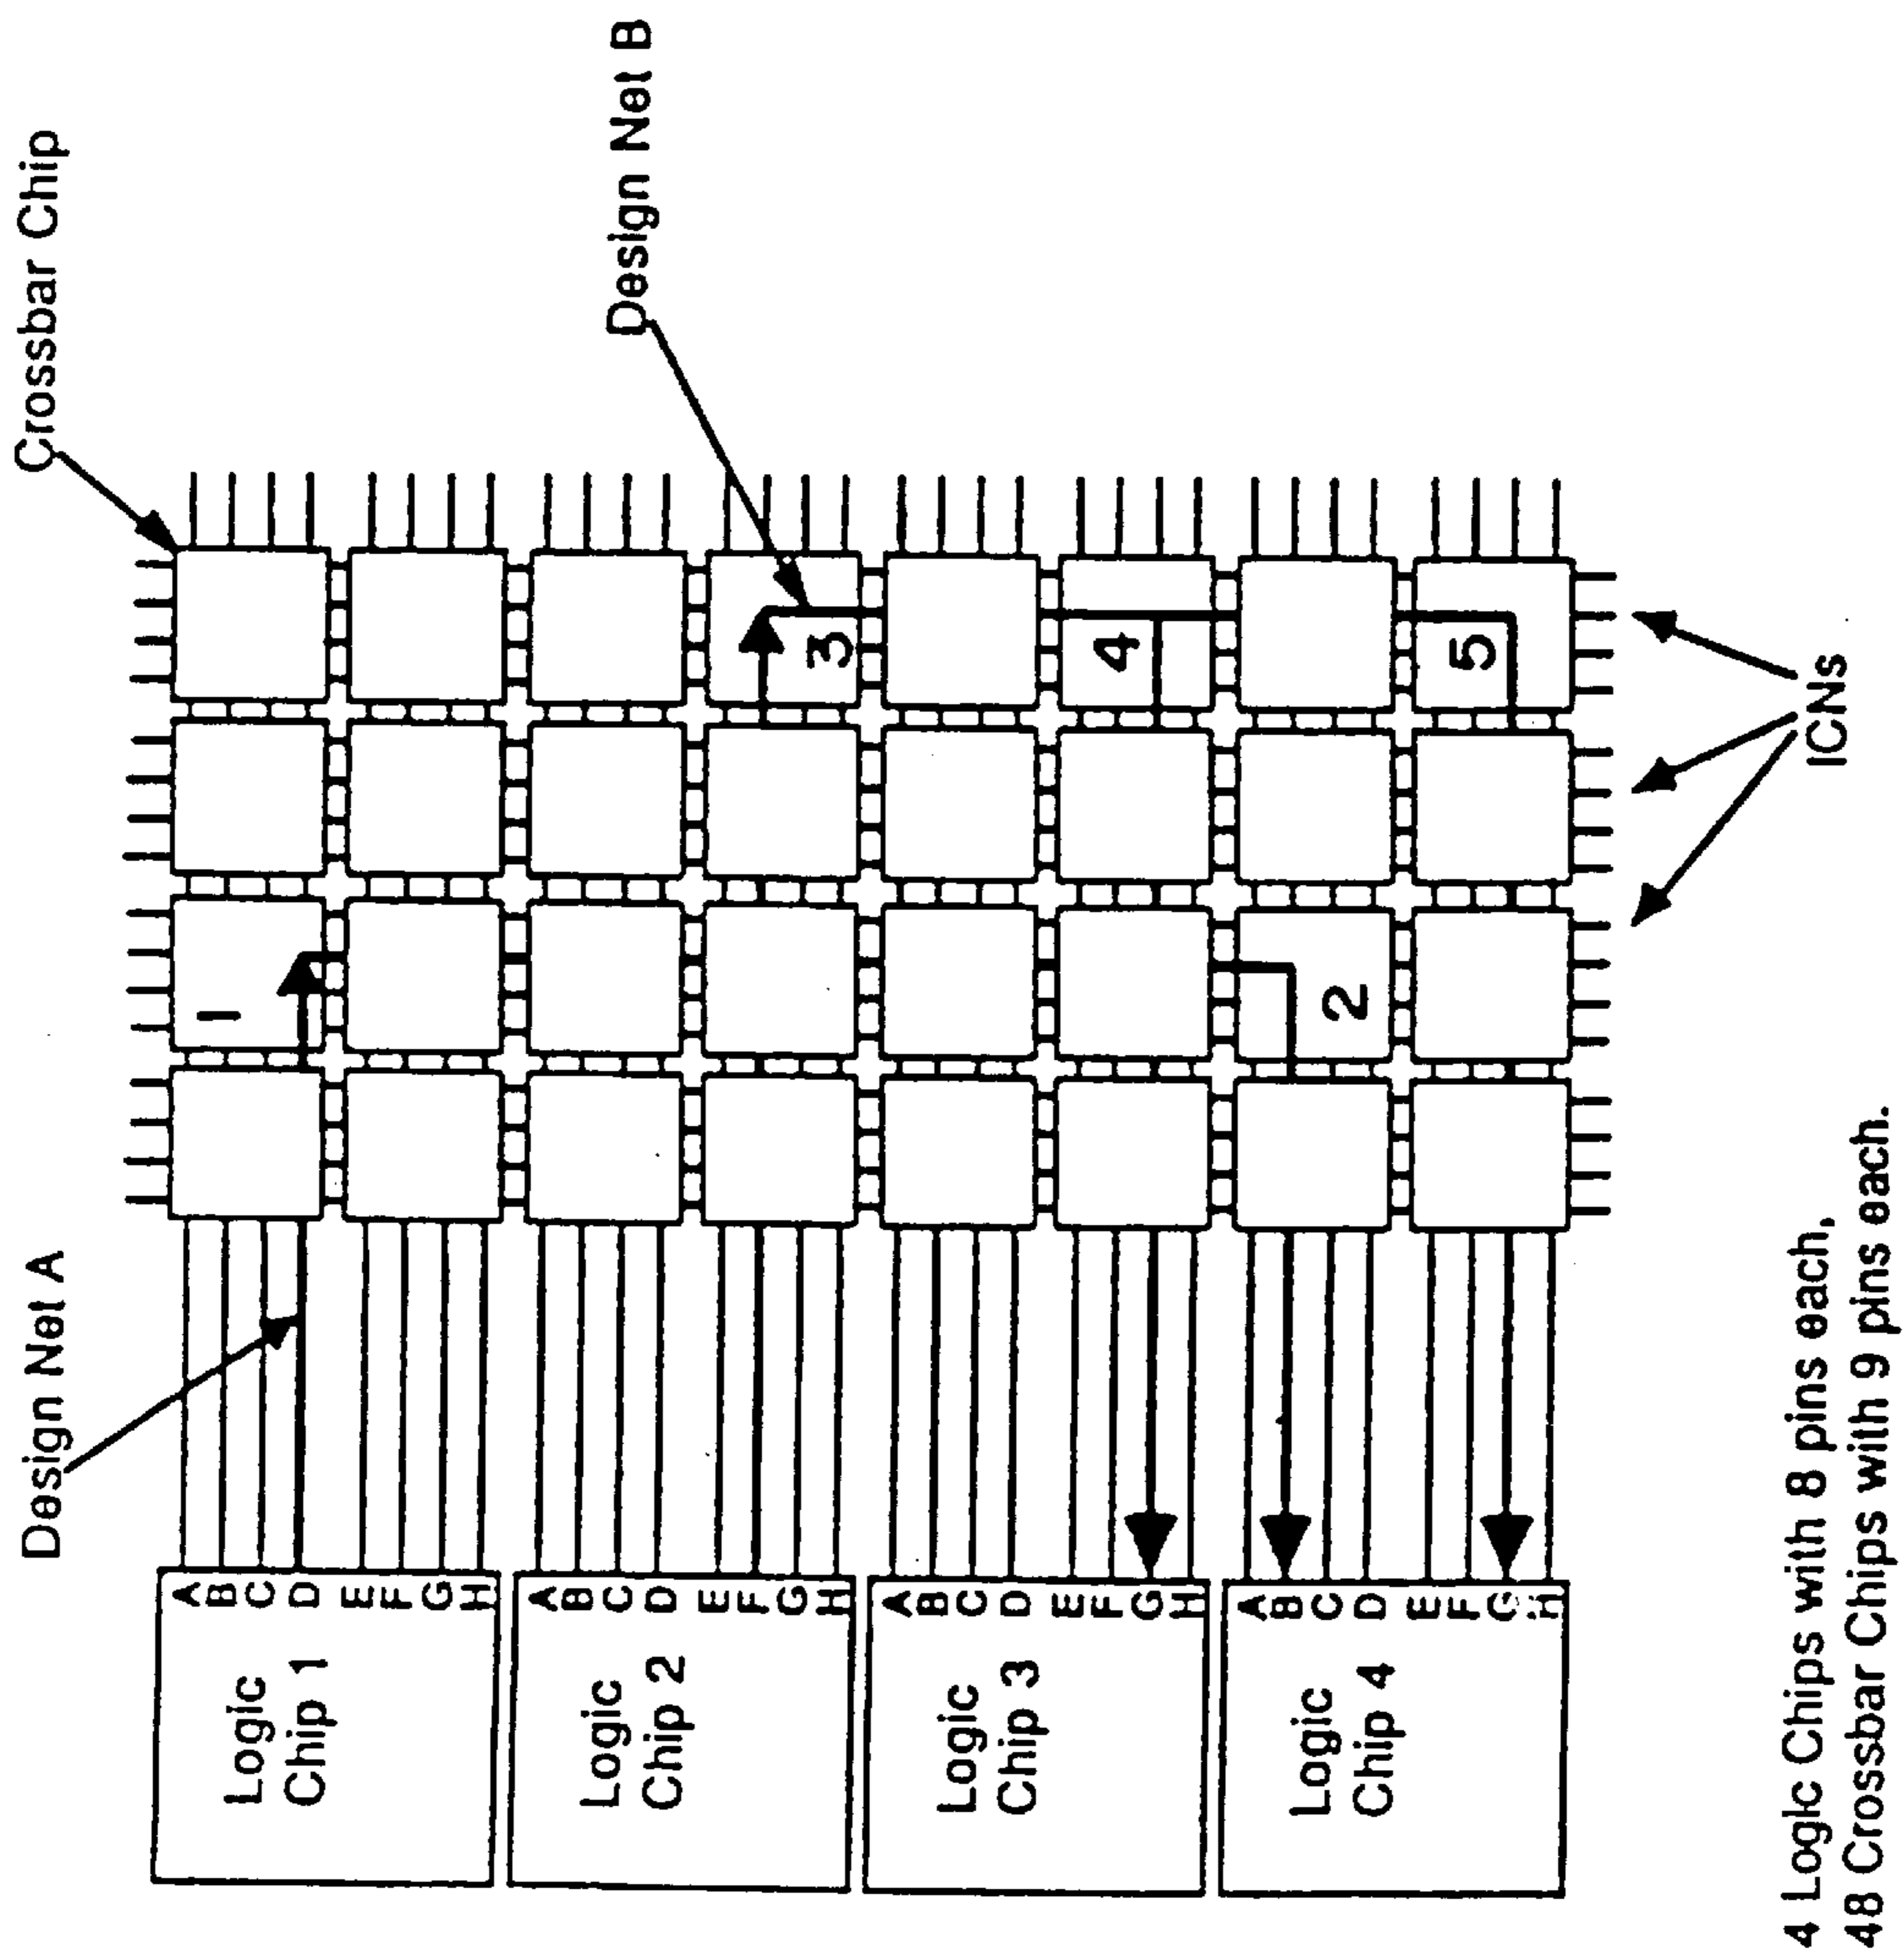 Design Net A
Crossbar Chip
Logic
Chip 1
A
B
C
D
E
F
G
H
1
Logic
Chip 2
A
B
C
D
E
F
G
H
3
Design Net B
Logic
Chip 3
A
B
C
D
E
F
G
H
4
Logic
Chip 4
A
B
C
D
E
F
G
H
2
5
ICNs
4 Logic Chips with 8 pins each,
48 Crossbar Chips with 9 pins each.